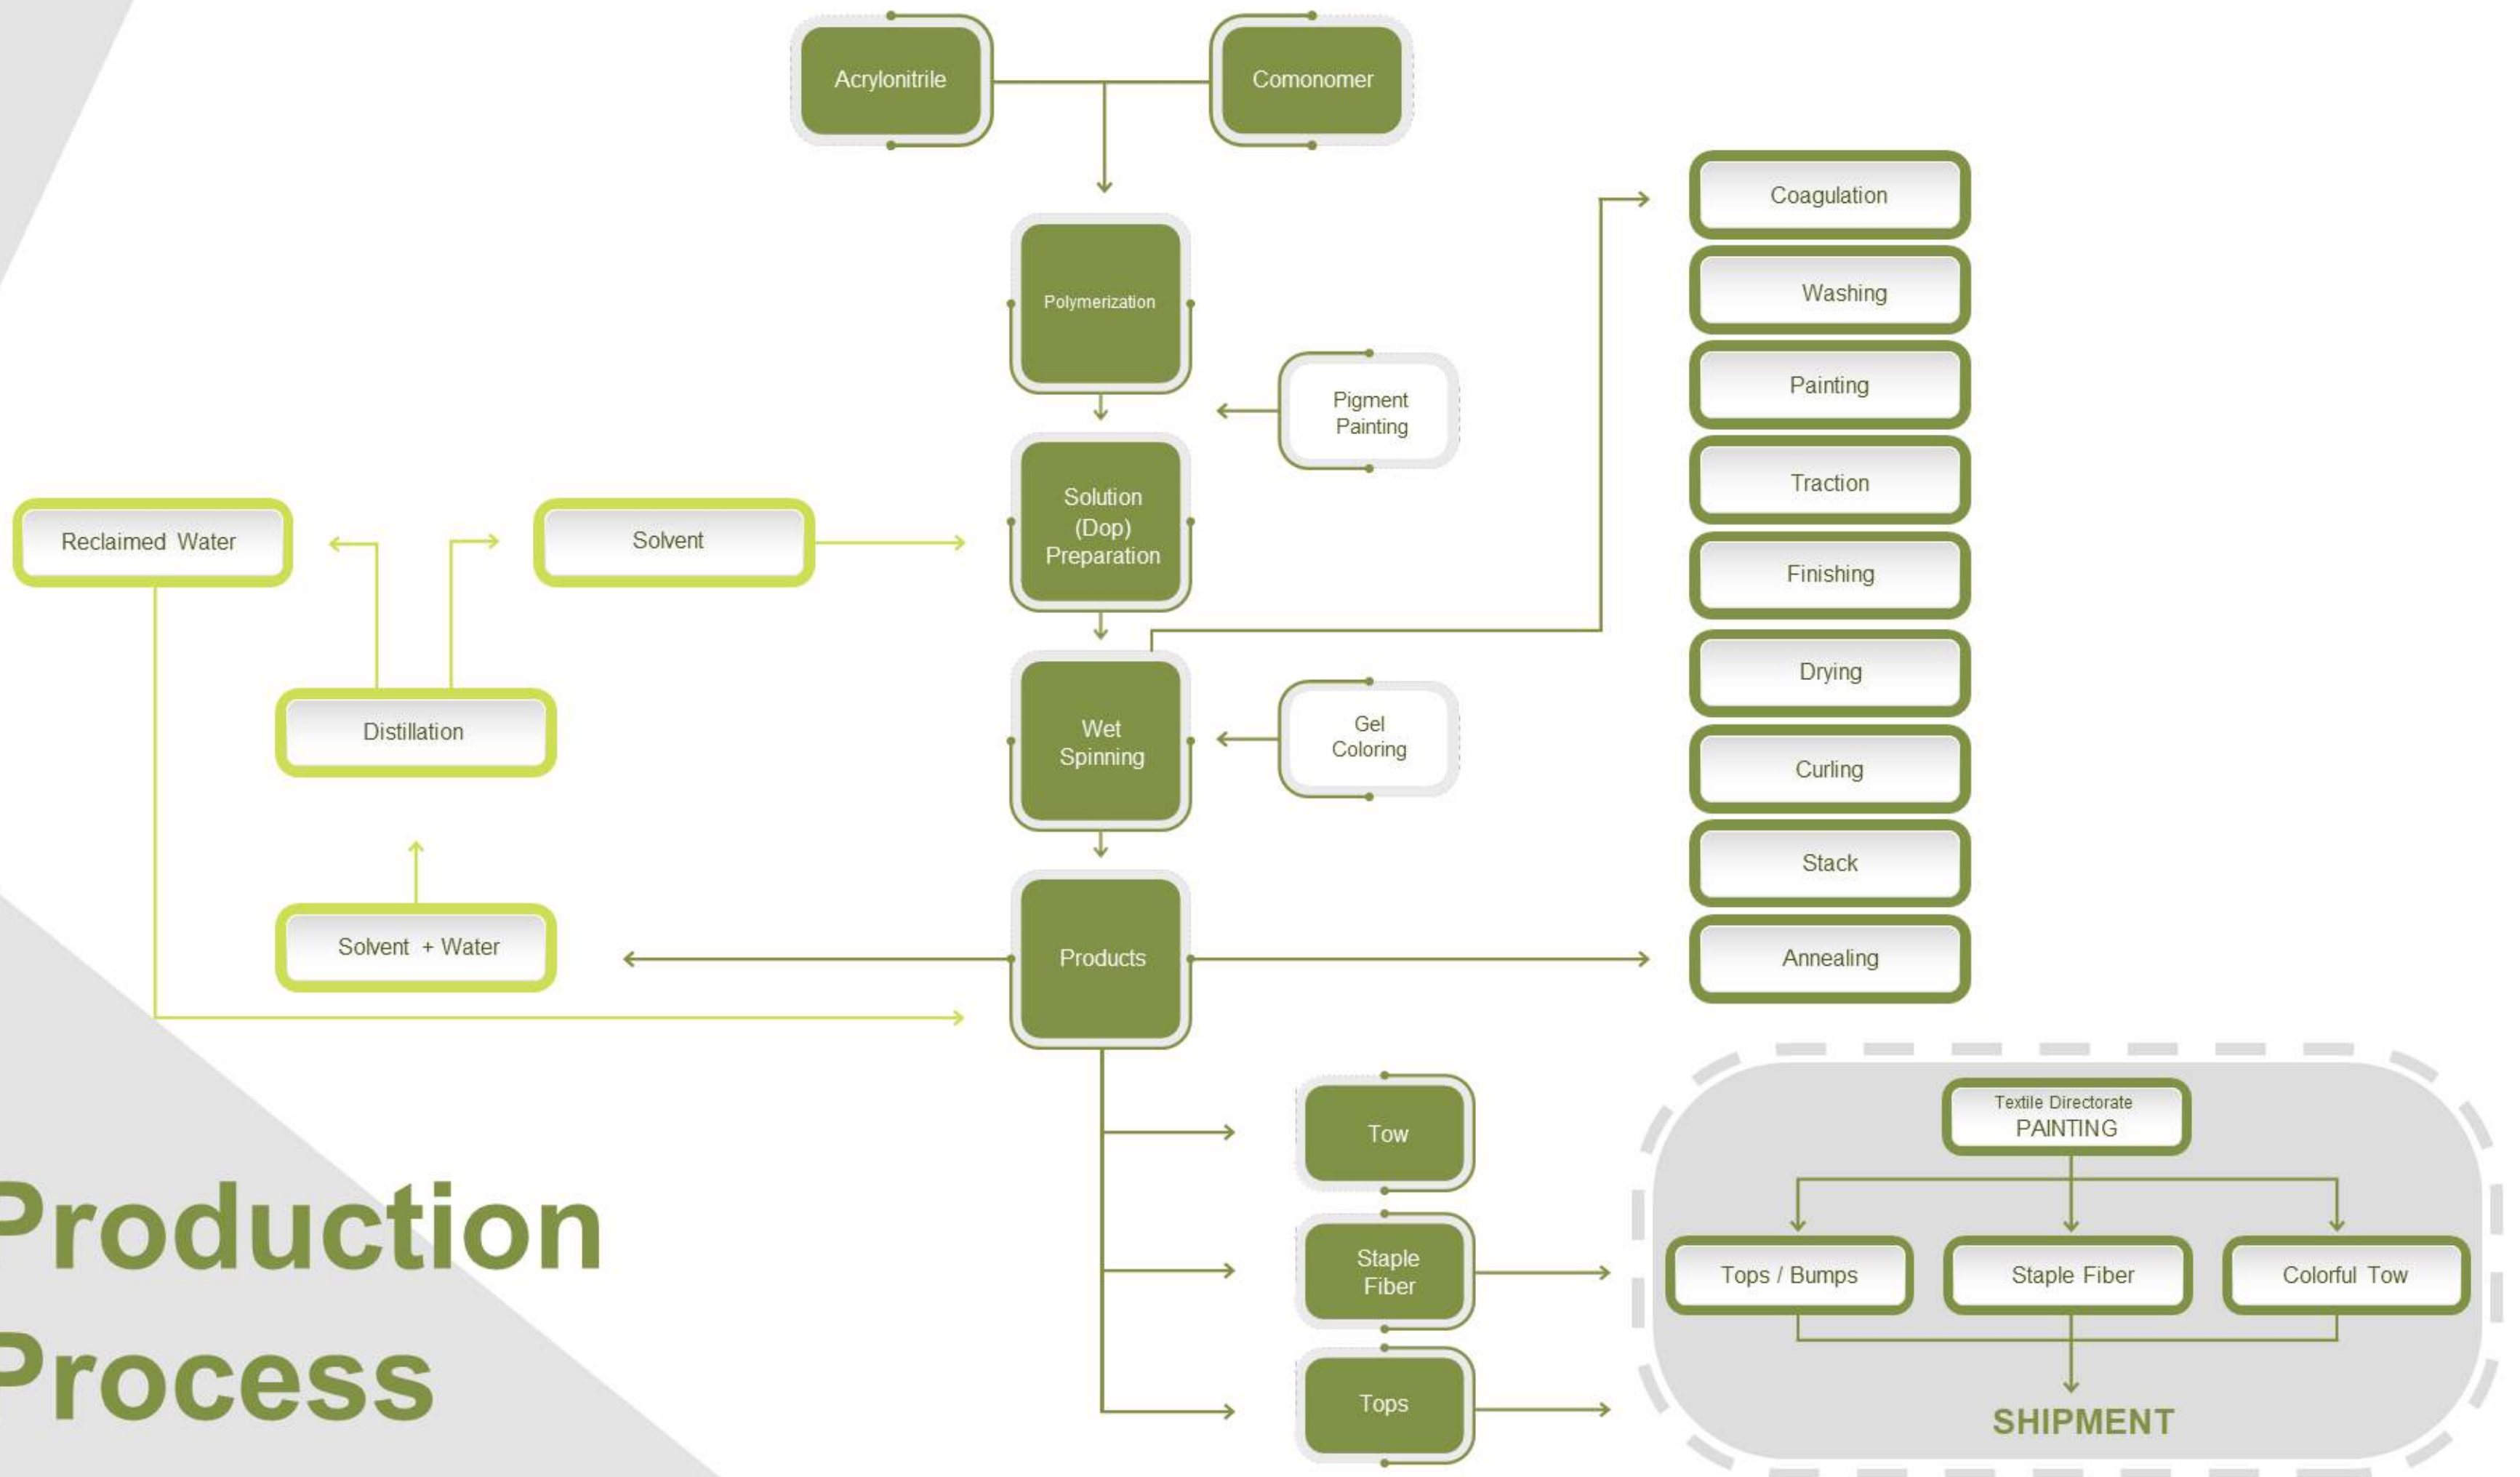 Acrylonitrile
Comonomer
Polymerization
Pigment
Painting
Solution
(Dop)
Preparation
Reclaimed Water
Solvent
Distillation
Wet
Spinning
Gel
Coloring
Solvent + Water
Products
Coagulation
Washing
Painting
Traction
Finishing
Drying
Curling
Stack
Annealing
Tow
Staple
Fiber
Tops
Textile Directorate
PAINTING
Tops / Bumps
Staple Fiber
Colorful Tow
SHIPMENT
Production
Process